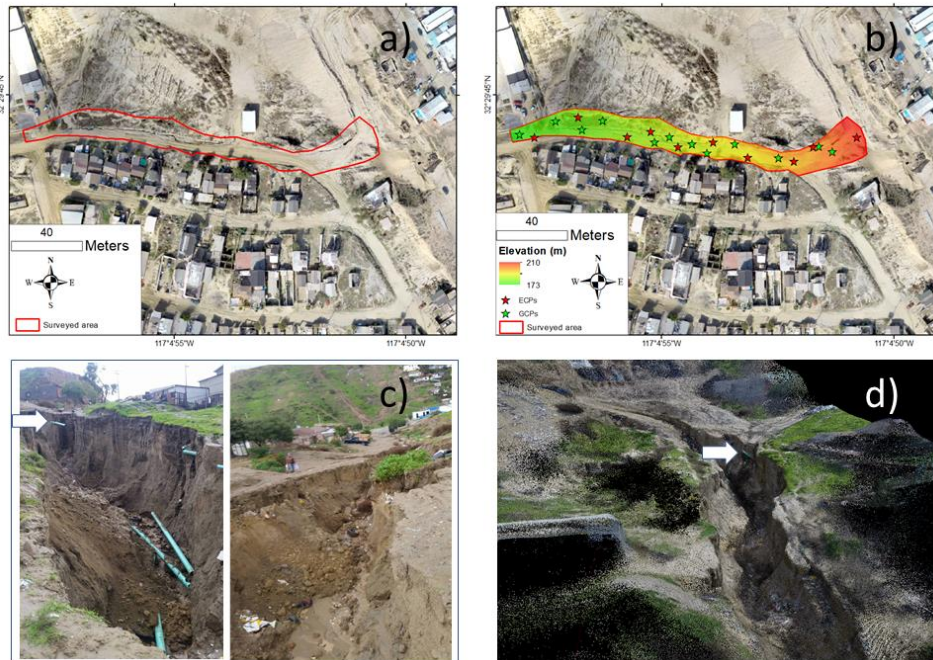 a)
32°29'45"N
40
Meters
N
W E
S
Surveyed area
117°4'55"W 117°4'50"W
b)
32°29'45"N
40
Meters
Elevation (m)
210
173
ECPs
GCPs
Surveyed area
N
W E
S
117°4'55"W 117°4'50"W
c)
d)